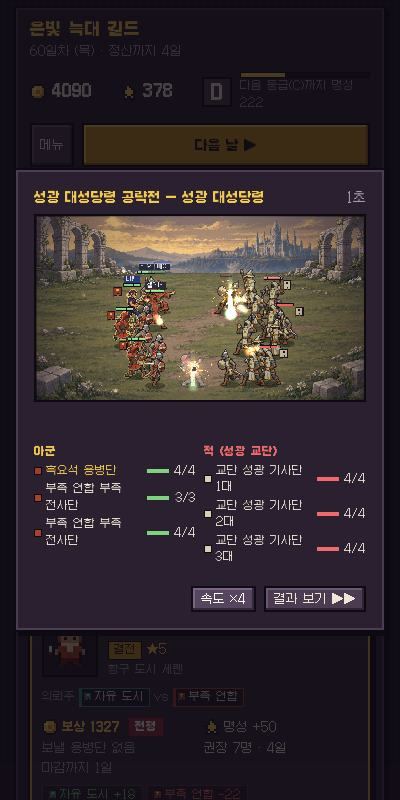 은빛 늑대 길드
60일차 (목) · 정산까지 4일
4090
378
D
다음 등급(C)까지 명성 222
메뉴
다음 날 ▶
성광 대성당령 공략전 — 성광 대성당령
1초
아군
흑요석 용병단 4/4
부족 연합 부족 전사단 3/3
부족 연합 부족 전사단 4/4
적 (성광 교단)
교단 성광 기사단 1대 4/4
교단 성광 기사단 2대 4/4
교단 성광 기사단 3대 4/4
속도 ×4
결과 보기 ▶▶
결전 ★5
항구 도시 세렌
의뢰주 자유 도시 vs 부족 연합
보상 1327 전쟁
명성 +50
보낼 용병단 없음
권장 7명 · 4일
마감까지 1일
자유 도시 +18
부족 연합 -22